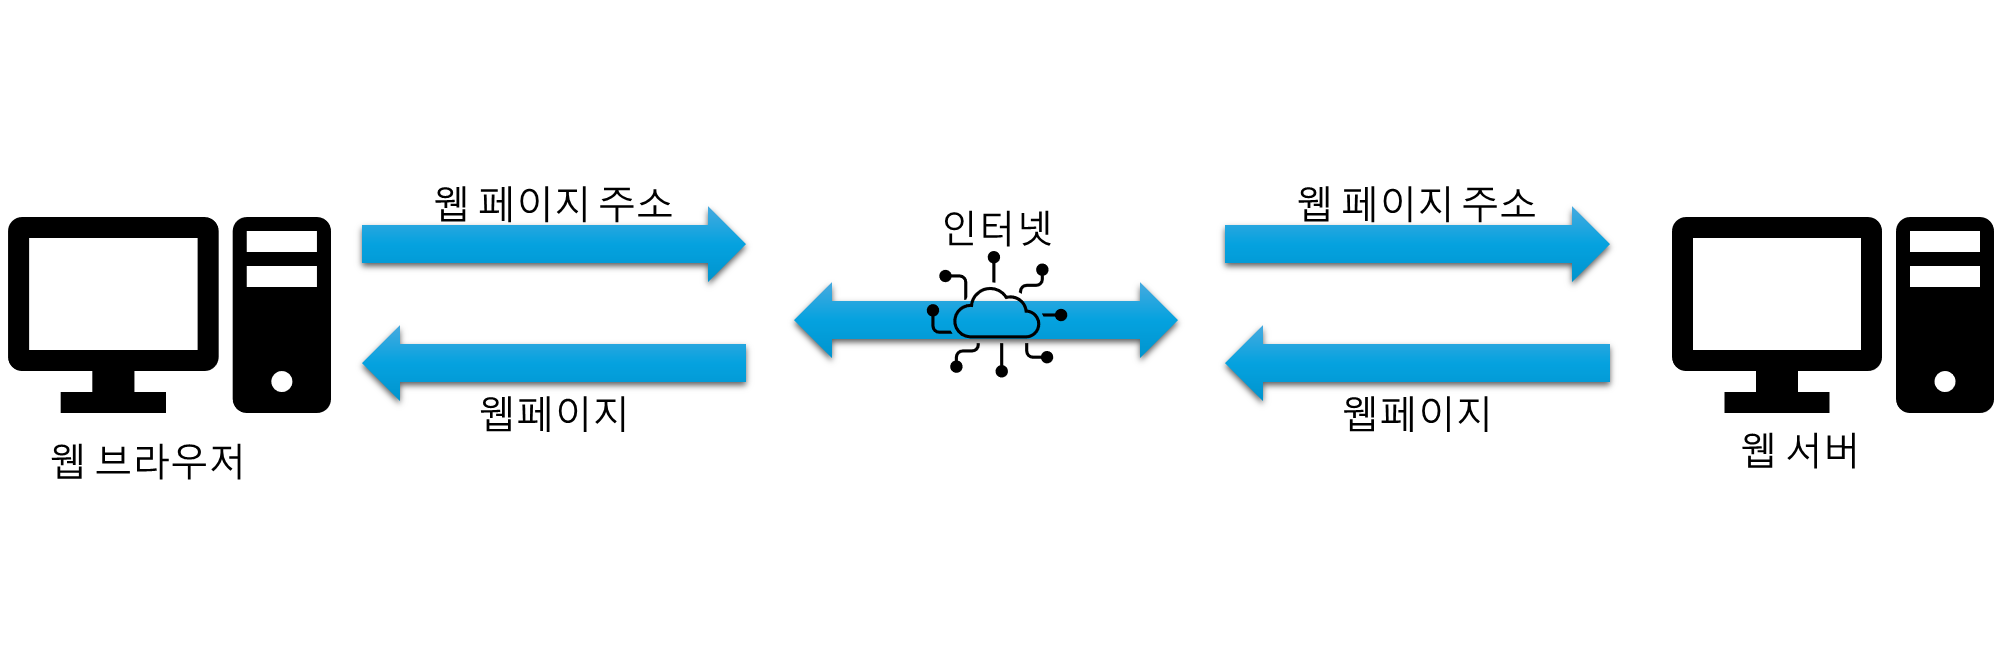 웹 페이지 주소
웹 페이지 주소
인터넷
웹페이지
웹페이지
웹 브라우저
웹 서버